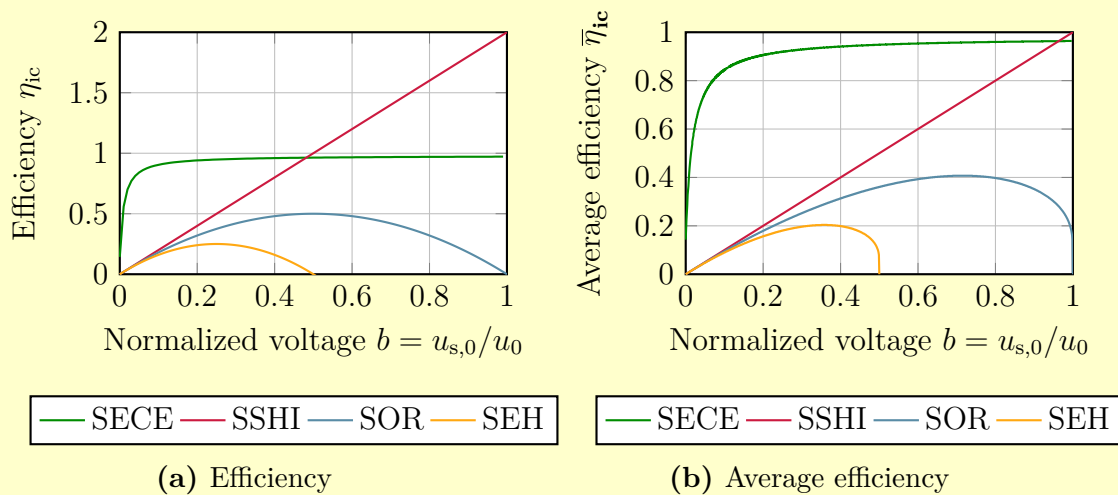 Efficiency η_ic
2
1.5
1
0.5
0
0 0.2 0.4 0.6 0.8 1
Normalized voltage b = u_s,0/u_0
SECE SSHI SOR SEH
(a) Efficiency
Average efficiency η̅_ic
1
0.8
0.6
0.4
0.2
0
0 0.2 0.4 0.6 0.8 1
Normalized voltage b = u_s,0/u_0
SECE SSHI SOR SEH
(b) Average efficiency